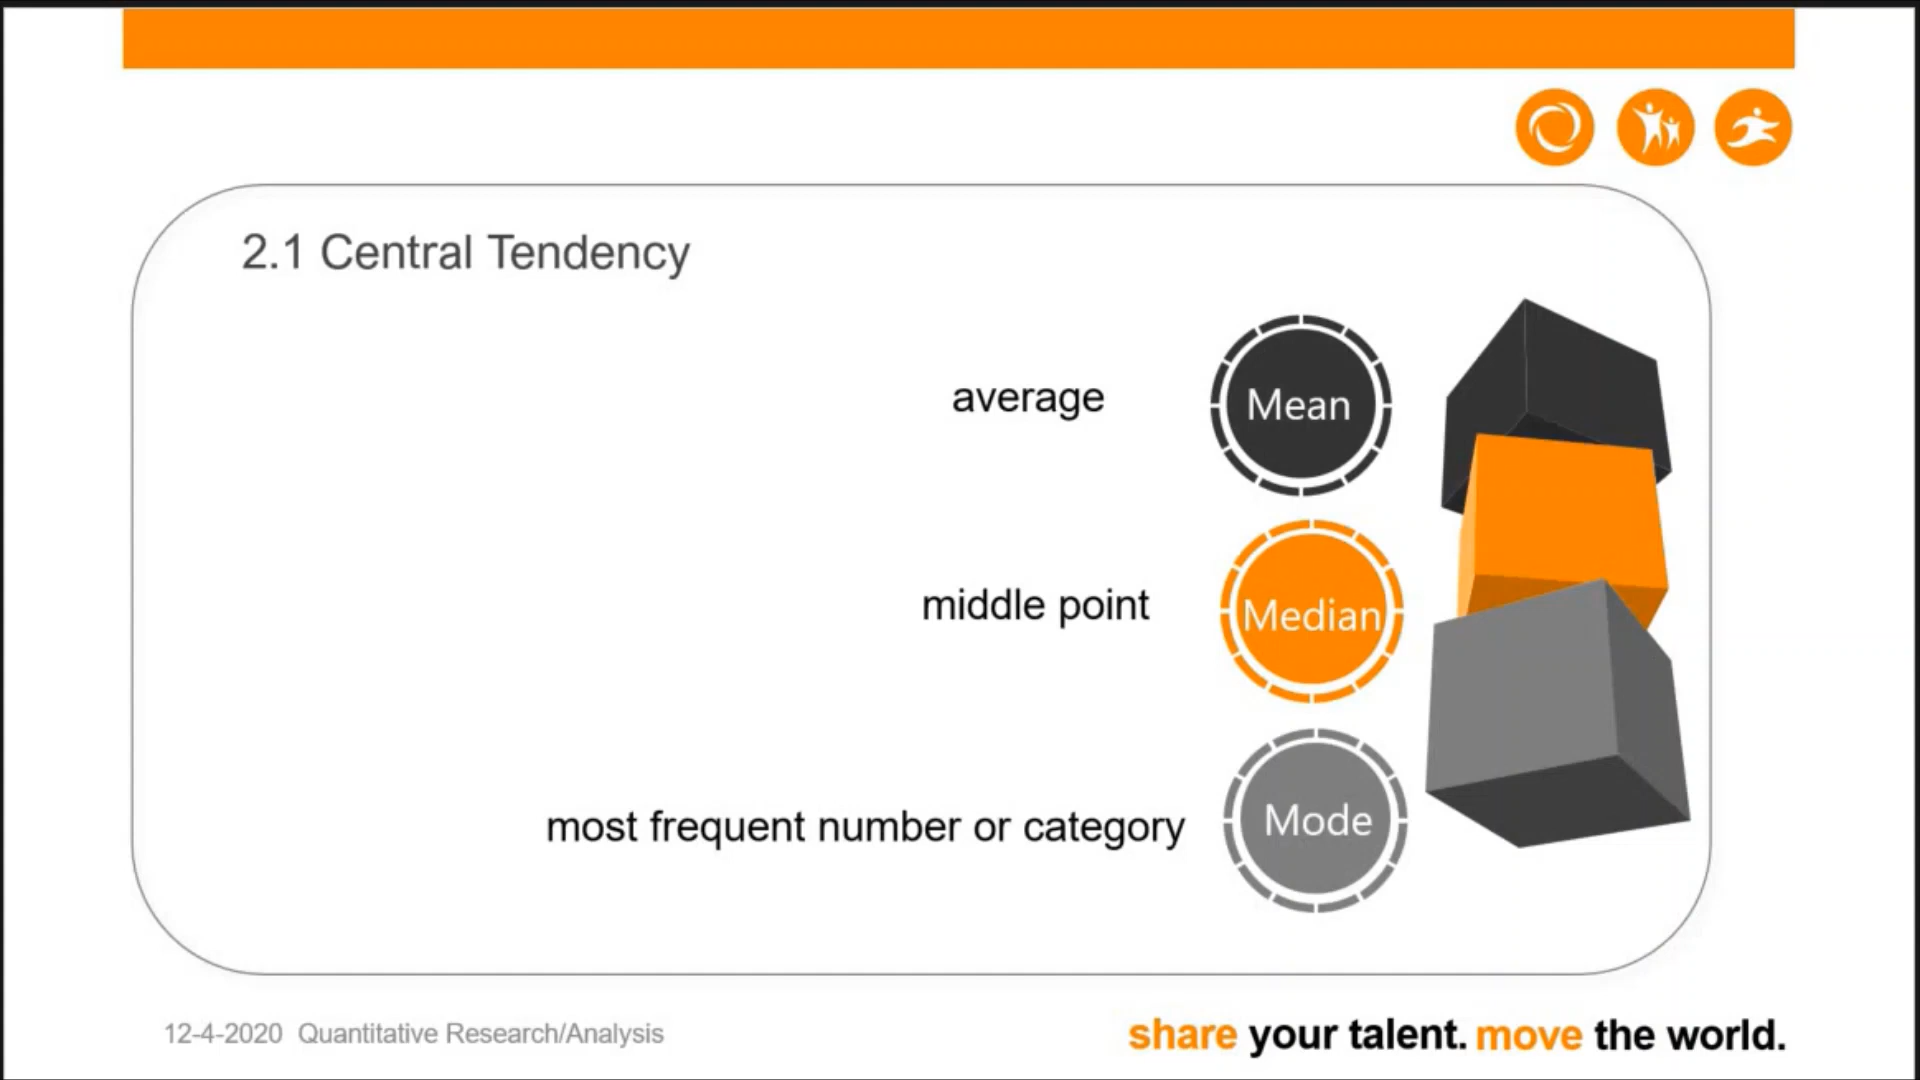 2.1 Central Tendency
average
Mean
middle point
Median
most frequent number or category
Mode
12-4-2020 Quantitative Research/Analysis
share your talent. move the world.